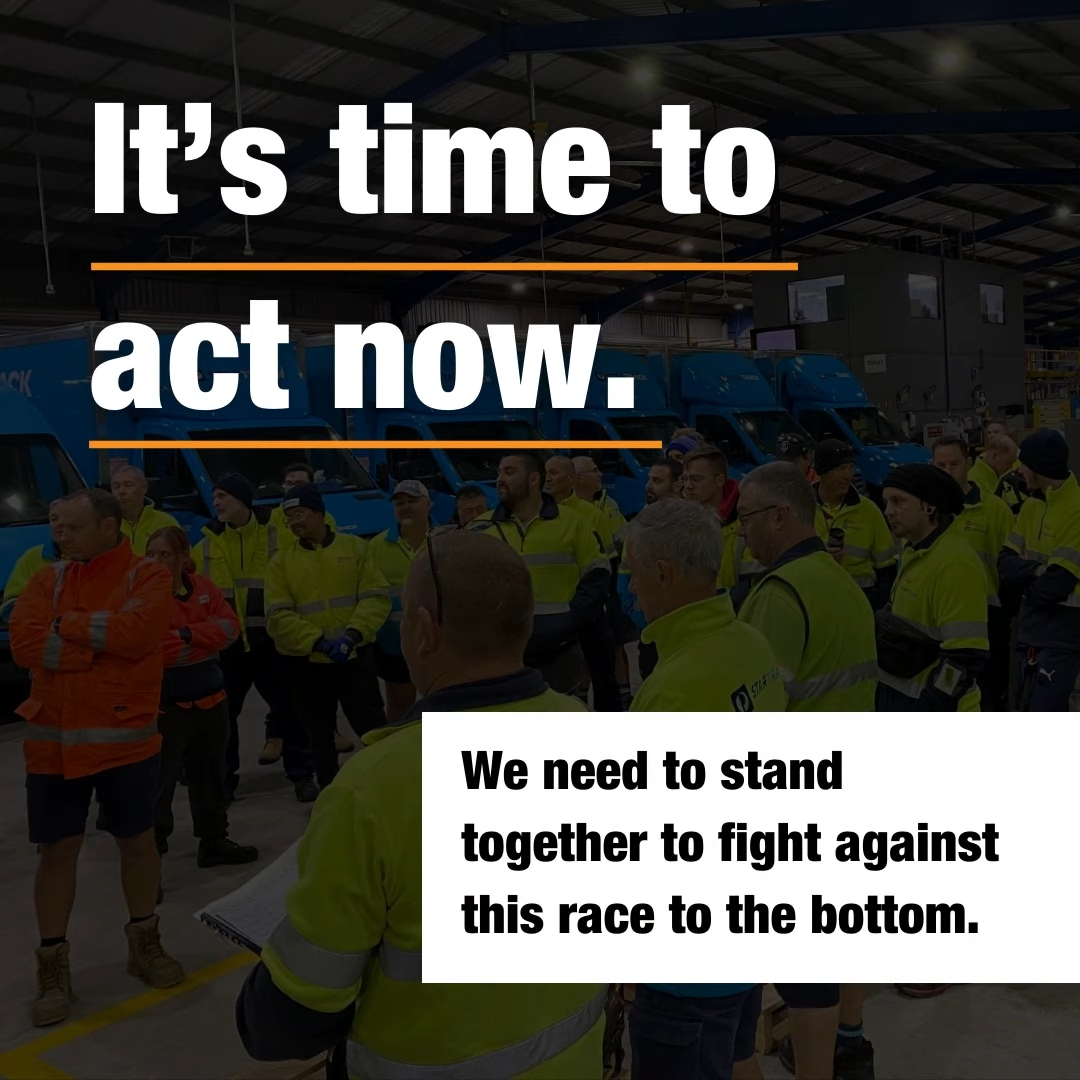 It's time to
act now.
We need to stand
together to fight against
this race to the bottom.